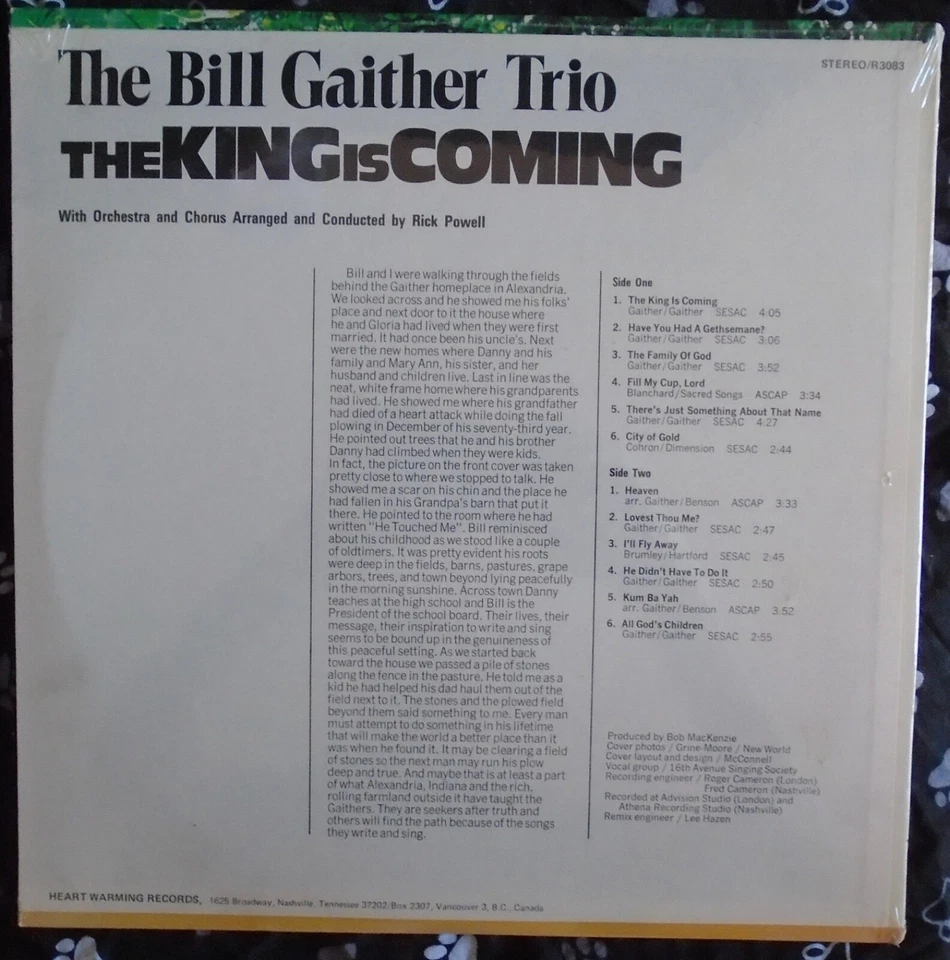 The Bill Gaither Trio
STEREO/R3083
THE KING IS COMING
With Orchestra and Chorus Arranged and Conducted by Rick Powell
Bill and I were walking through the fields
behind the Gaither homeplace in Alexandria.
We looked across and he showed me his folks'
place and next door to it the house where
he and Gloria had lived when they were first
married. It had once been his uncle's. Next
were the new homes where Danny and his
family and Mary Ann, his sister, and her
husband and children live. Last in line was the
neat, white frame home where his grandparents
had lived. He showed me where his grandfather
had died of a heart attack while doing the fall
plowing in December of his seventy-third year.
He pointed out trees that he and his brother
Danny had climbed when they were kids.
In fact, the picture on the front cover was taken
pretty close to where we stopped to talk. He
showed me a scar on his chin and the place he
had fallen in his Grandpa's barn that put it
there. He pointed to the room where he had
written "He Touched Me". Bill reminisced
about his childhood as we stood like a couple
of oldtimers. It was pretty evident his roots
were deep in the fields, barns, pastures, grape
arbors, trees, and town beyond lying peacefully
in the morning sunshine. Across town Danny
teaches at the high school and Bill is the
President of the school board. Their lives, their
message, their inspiration to write and sing
seems to be bound up in the genuineness of
this peaceful setting. As we started back
toward the house we passed a pile of stones
along the fence in the pasture. He told me as a
kid he had helped his dad haul them out of the
field next to it. The stones and the plowed field
beyond them said something to me. Every man
must attempt to do something in his lifetime
that will make the world a better place than it
was when he found it. It may be clearing a field
of stones so the next man may run his plow
deep and true. And maybe that is at least a part
of what Alexandria, Indiana and the rich,
rolling farmland outside it have taught the
Gaithers. They are seekers after truth and
others will find the path because of the songs
they write and sing.
Side One
1. The King Is Coming
Gaither/Gaither SESAC 4:05
2. Have You Had A Gethsemane?
Gaither/Gaither SESAC 3:06
3. The Family Of God
Gaither/Gaither SESAC 3:52
4. Fill My Cup, Lord
Blanchard/Sacred Songs ASCAP 3:34
5. There's Just Something About That Name
Gaither/Gaither SESAC 4:27
6. City of Gold
Cohron/Dimension SESAC 2:44
Side Two
1. Heaven
arr. Gaither/Benson ASCAP 3:33
2. Lovest Thou Me?
Gaither/Gaither SESAC 2:47
3. I'll Fly Away
Brumley/Hartford SESAC 2:45
4. He Didn't Have To Do It
Gaither/Gaither SESAC 2:50
5. Kum Ba Yah
arr. Gaither/Benson ASCAP 3:52
6. All God's Children
Gaither/Gaither SESAC 2:55
Produced by Bob MacKenzie
Cover photos / Grine-Moore / New World
Cover layout and design / McConnell
Vocal group / 16th Avenue Singing Society
Recording engineer / Roger Cameron (London)
Fred Cameron (Nashville)
Recorded at Advision Studio (London) and
Athena Recording Studio (Nashville)
Remix engineer / Lee Hazen
HEART WARMING RECORDS, 1625 Broadway, Nashville, Tennessee 37202/Box 2307, Vancouver 3, B.C., Canada